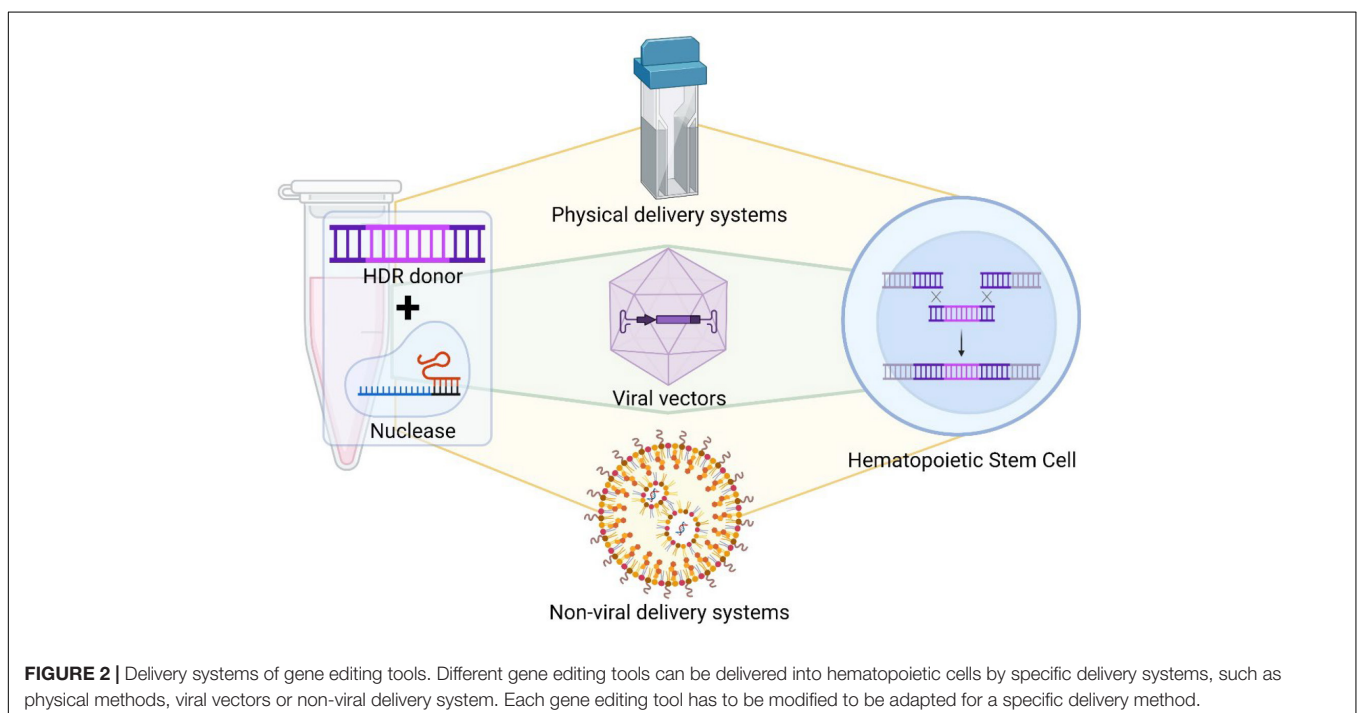 Physical delivery systems
HDR donor
+
Nuclease
Viral vectors
Hematopoietic Stem Cell
Non-viral delivery systems
FIGURE 2 | Delivery systems of gene editing tools. Different gene editing tools can be delivered into hematopoietic cells by specific delivery systems, such as
physical methods, viral vectors or non-viral delivery system. Each gene editing tool has to be modified to be adapted for a specific delivery method.